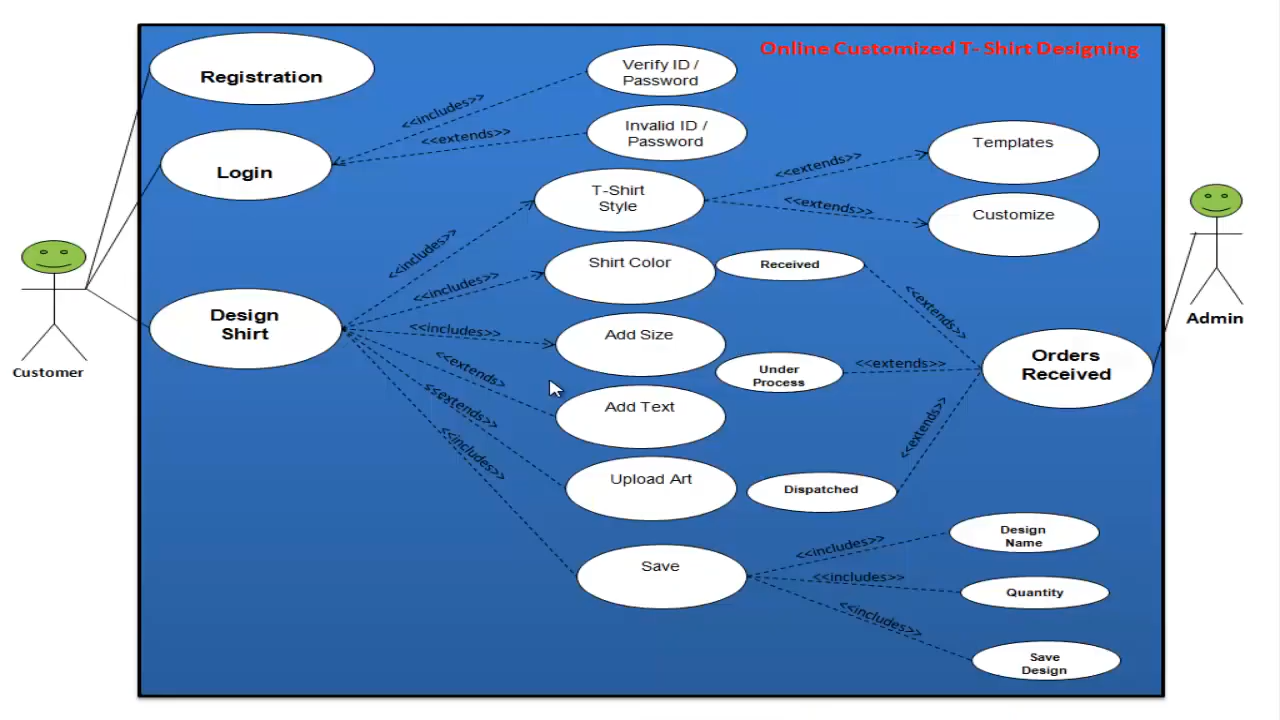 Online Customized T- Shirt Designing
Registration
Verify ID /
Password
<<includes>>
Invalid ID /
Password
<<extends>>
Login
Templates
<<extends>>
T-Shirt
Style
<<extends>>
Customize
<<includes>>
Shirt Color
Received
<<includes>>
<<extends>>
Design
Shirt
<<includes>>
Add Size
Customer
Admin
Under
Process
<<extends>>
Orders
Received
<<extends>>
Add Text
<<extends>>
<<extends>>
Upload Art
Dispatched
<<includes>>
Save
<<includes>>
Design
Name
<<includes>>
Quantity
<<includes>>
Save
Design